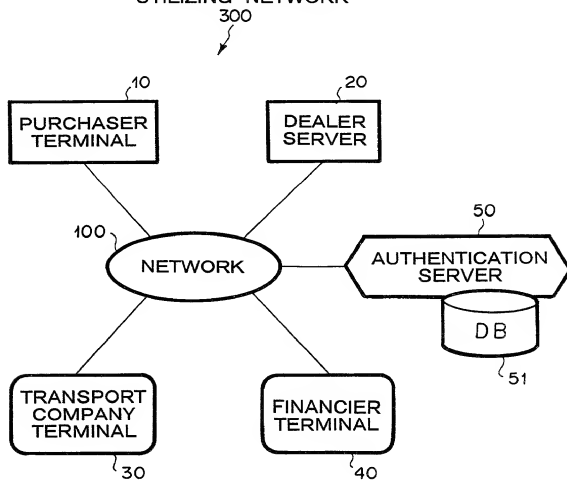 UTILIZING NETWORK
300
10
PURCHASER
TERMINAL
20
DEALER
SERVER
100
NETWORK
50
AUTHENTICATION
SERVER
DB
51
TRANSPORT
COMPANY
TERMINAL
30
FINANCIER
TERMINAL
40